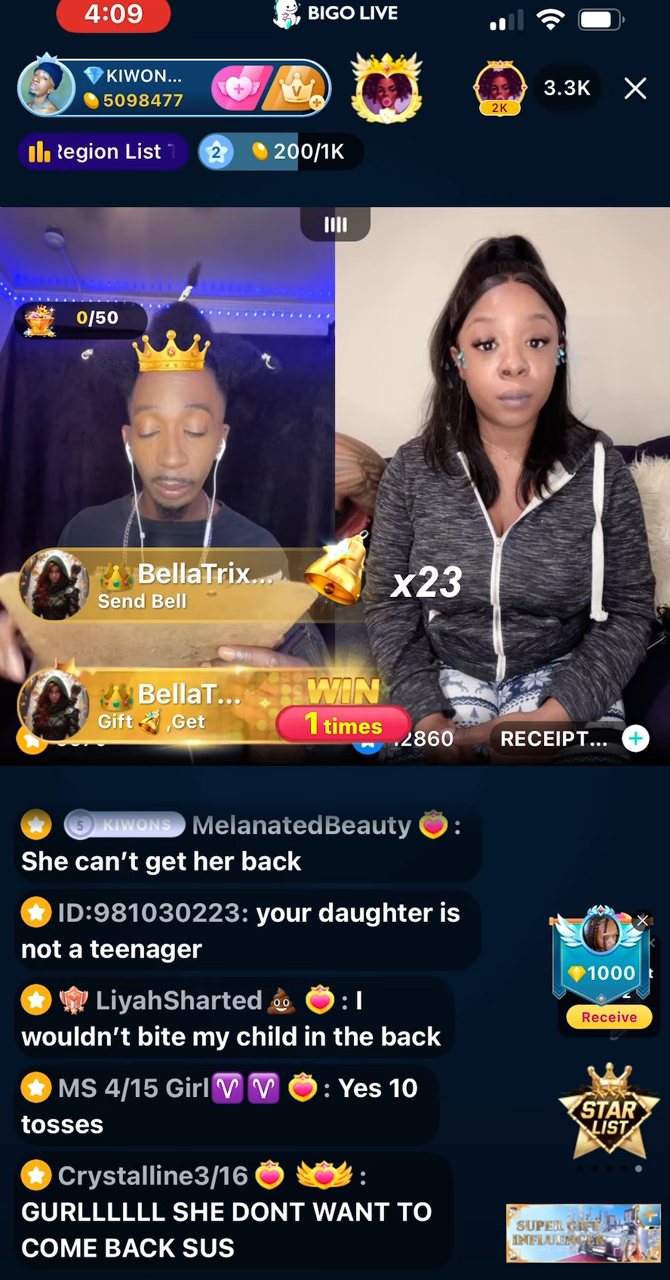 4:09
BIGO LIVE
KIWON...
5098477
2K
3.3K
Region List
2
200/1K
0/50
BellaTrix...
Send Bell
x23
BellaT...
Gift ,Get
WIN
1 times
12860
RECEIPT...
5 KIWONS MelanatedBeauty :
She can't get her back
ID:981030223: your daughter is
not a teenager
LiyahSharted💩 : I
wouldn't bite my child in the back
MS 4/15 Girl♈♈ : Yes 10
tosses
Crystalline3/16 :
GURLLLLLL SHE DONT WANT TO
COME BACK SUS
1000
Receive
STAR
LIST
SUPER GIFT
INFLUENCER